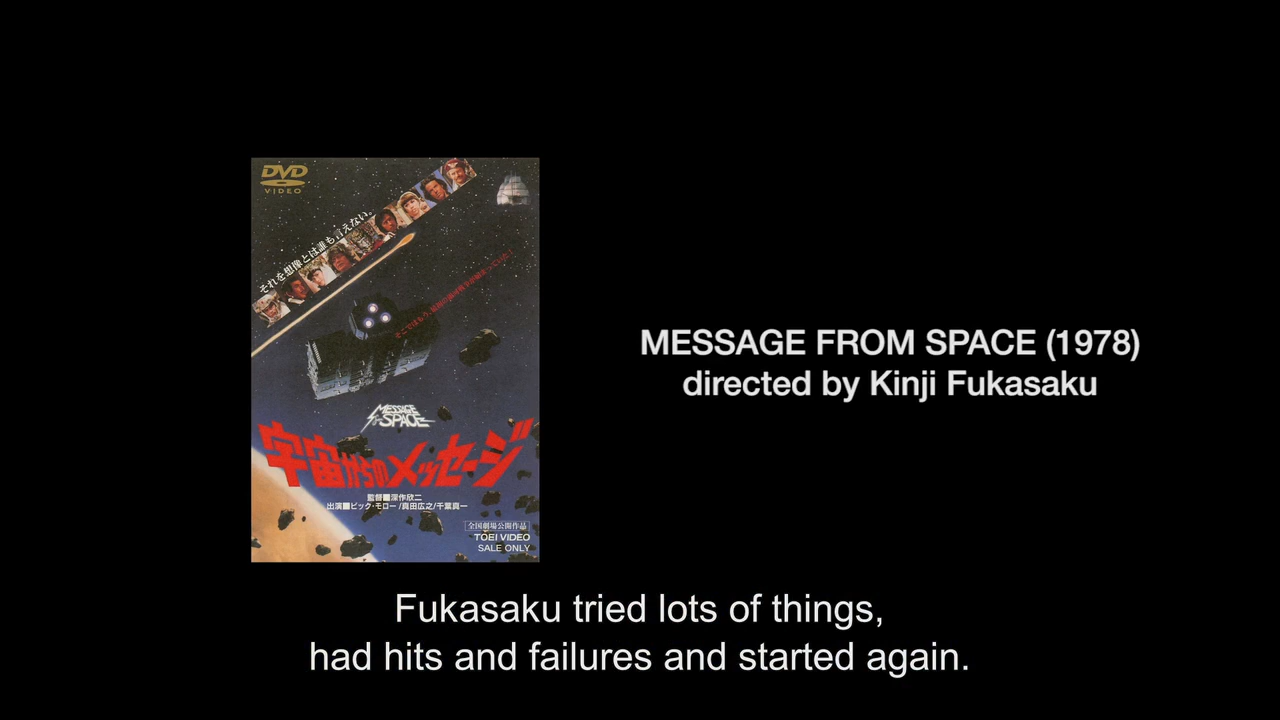 DVD
VIDEO
それを想像とは誰も言えない。
MESSAGE
from SPACE
宇宙からのメッセージ
監督■深作欣二
出演■ビック・モロー/真田広之/千葉真一
全国劇場公開作品
TOEI VIDEO
SALE ONLY
MESSAGE FROM SPACE (1978)
directed by Kinji Fukasaku
Fukasaku tried lots of things,
had hits and failures and started again.